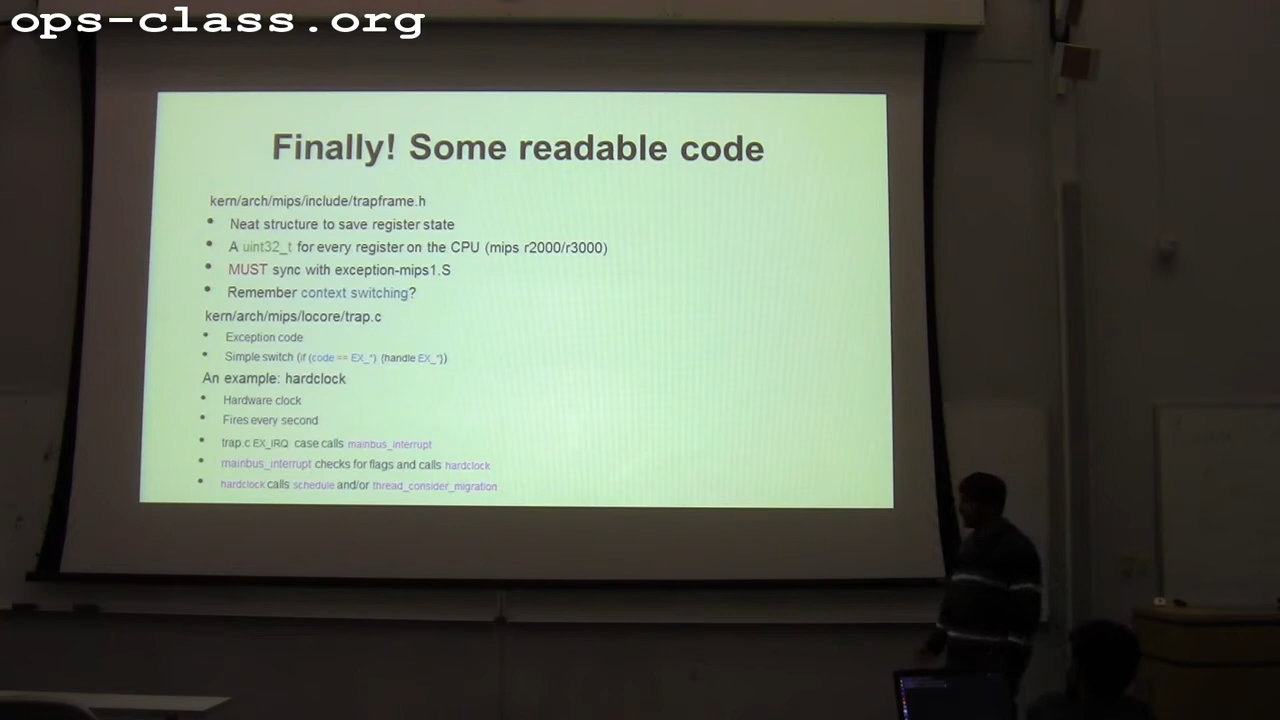 ops-class.org
Finally! Some readable code
kern/arch/mips/include/trapframe.h
• Neat structure to save register state
• A uint32_t for every register on the CPU (mips r2000/r3000)
• MUST sync with exception-mips1.S
• Remember context switching?
kern/arch/mips/locore/trap.c
• Exception code
• Simple switch (if (code == EX_*) {handle EX_*})
An example: hardclock
• Hardware clock
• Fires every second
• trap.c EX_IRQ case calls mainbus_interrupt
• mainbus_interrupt checks for flags and calls hardclock
• hardclock calls schedule and/or thread_consider_migration